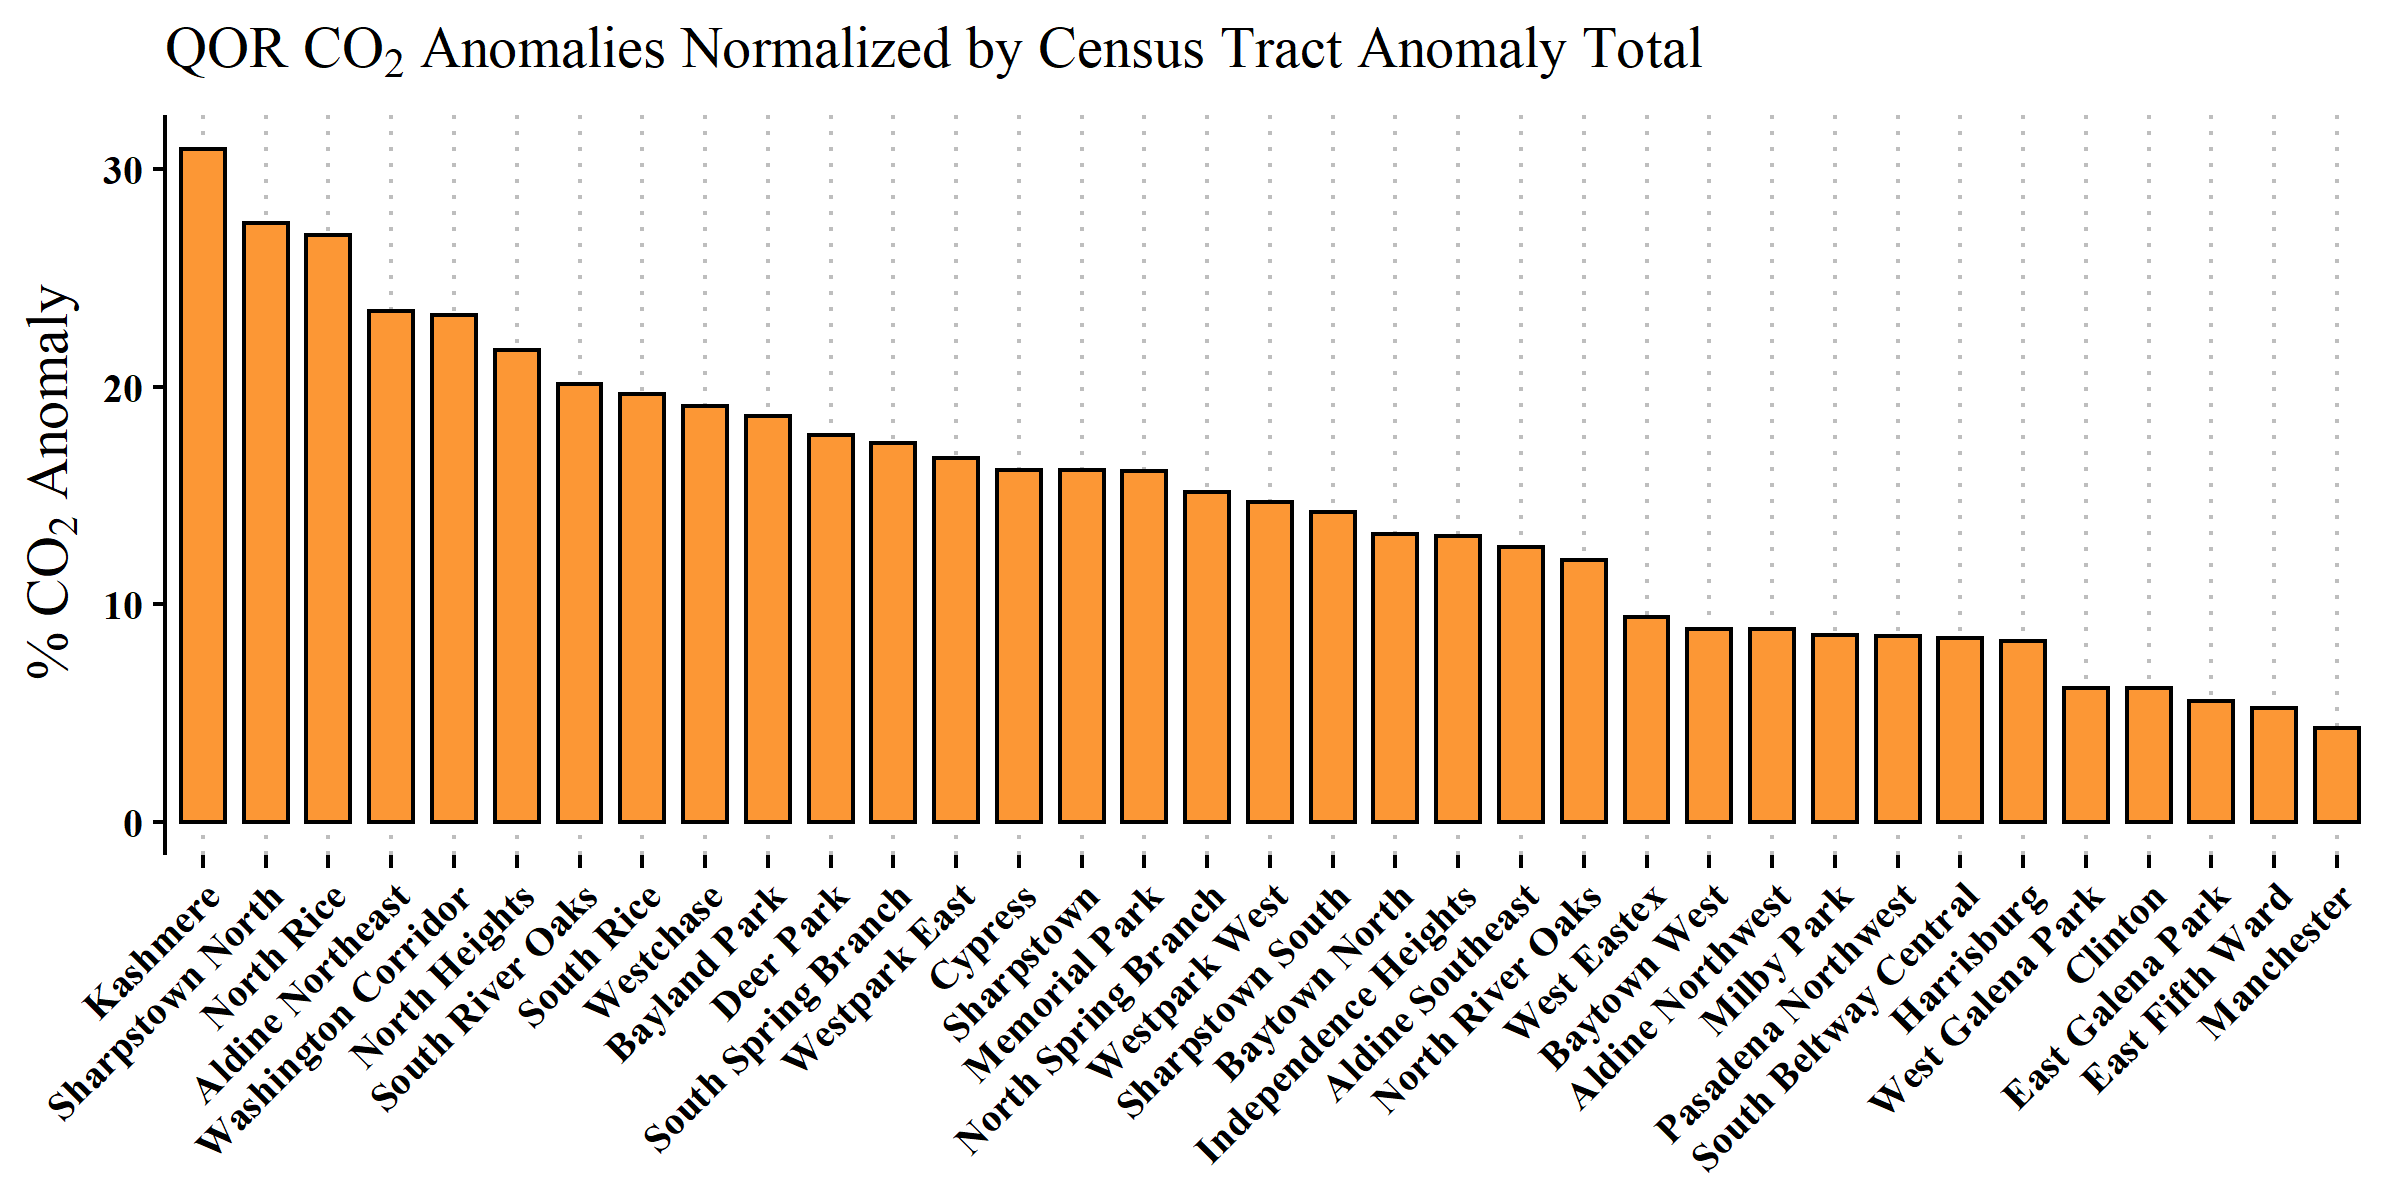 QOR CO₂ Anomalies Normalized by Census Tract Anomaly Total
% CO₂ Anomaly
30
20
10
0
Kashmere
Sharpstown North
North Rice
Aldine Northeast
Washington Corridor
North Heights
South River Oaks
South Rice
Westchase
Bayland Park
Deer Park
South Spring Branch
Westpark East
Cypress
Sharpstown
Memorial Park
North Spring Branch
Westpark West
Sharpstown South
Baytown North
Independence Heights
Aldine Southeast
North River Oaks
West Eastex
Baytown West
Aldine Northwest
Milby Park
Pasadena Northwest
South Beltway Central
Harrisburg
West Galena Park
Clinton
East Galena Park
East Fifth Ward
Manchester